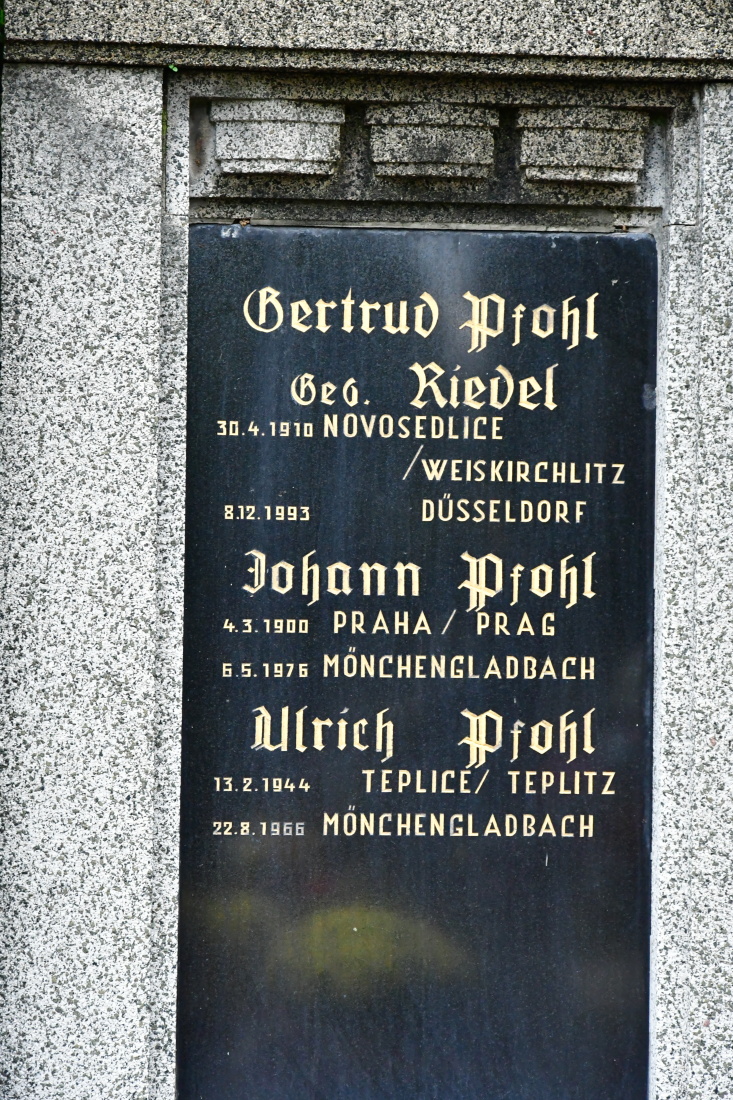 Gertrud Pfohl
Geb. Riedel
30.4.1910 NOVOSEDLICE
/WEISKIRCHLITZ
8.12.1993 DÜSSELDORF
Johann Pfohl
4.3.1900 PRAHA/ PRAG
6.5.1976 MÖNCHENGLADBACH
Ulrich Pfohl
13.2.1944 TEPLICE/ TEPLITZ
22.8.1966 MÖNCHENGLADBACH